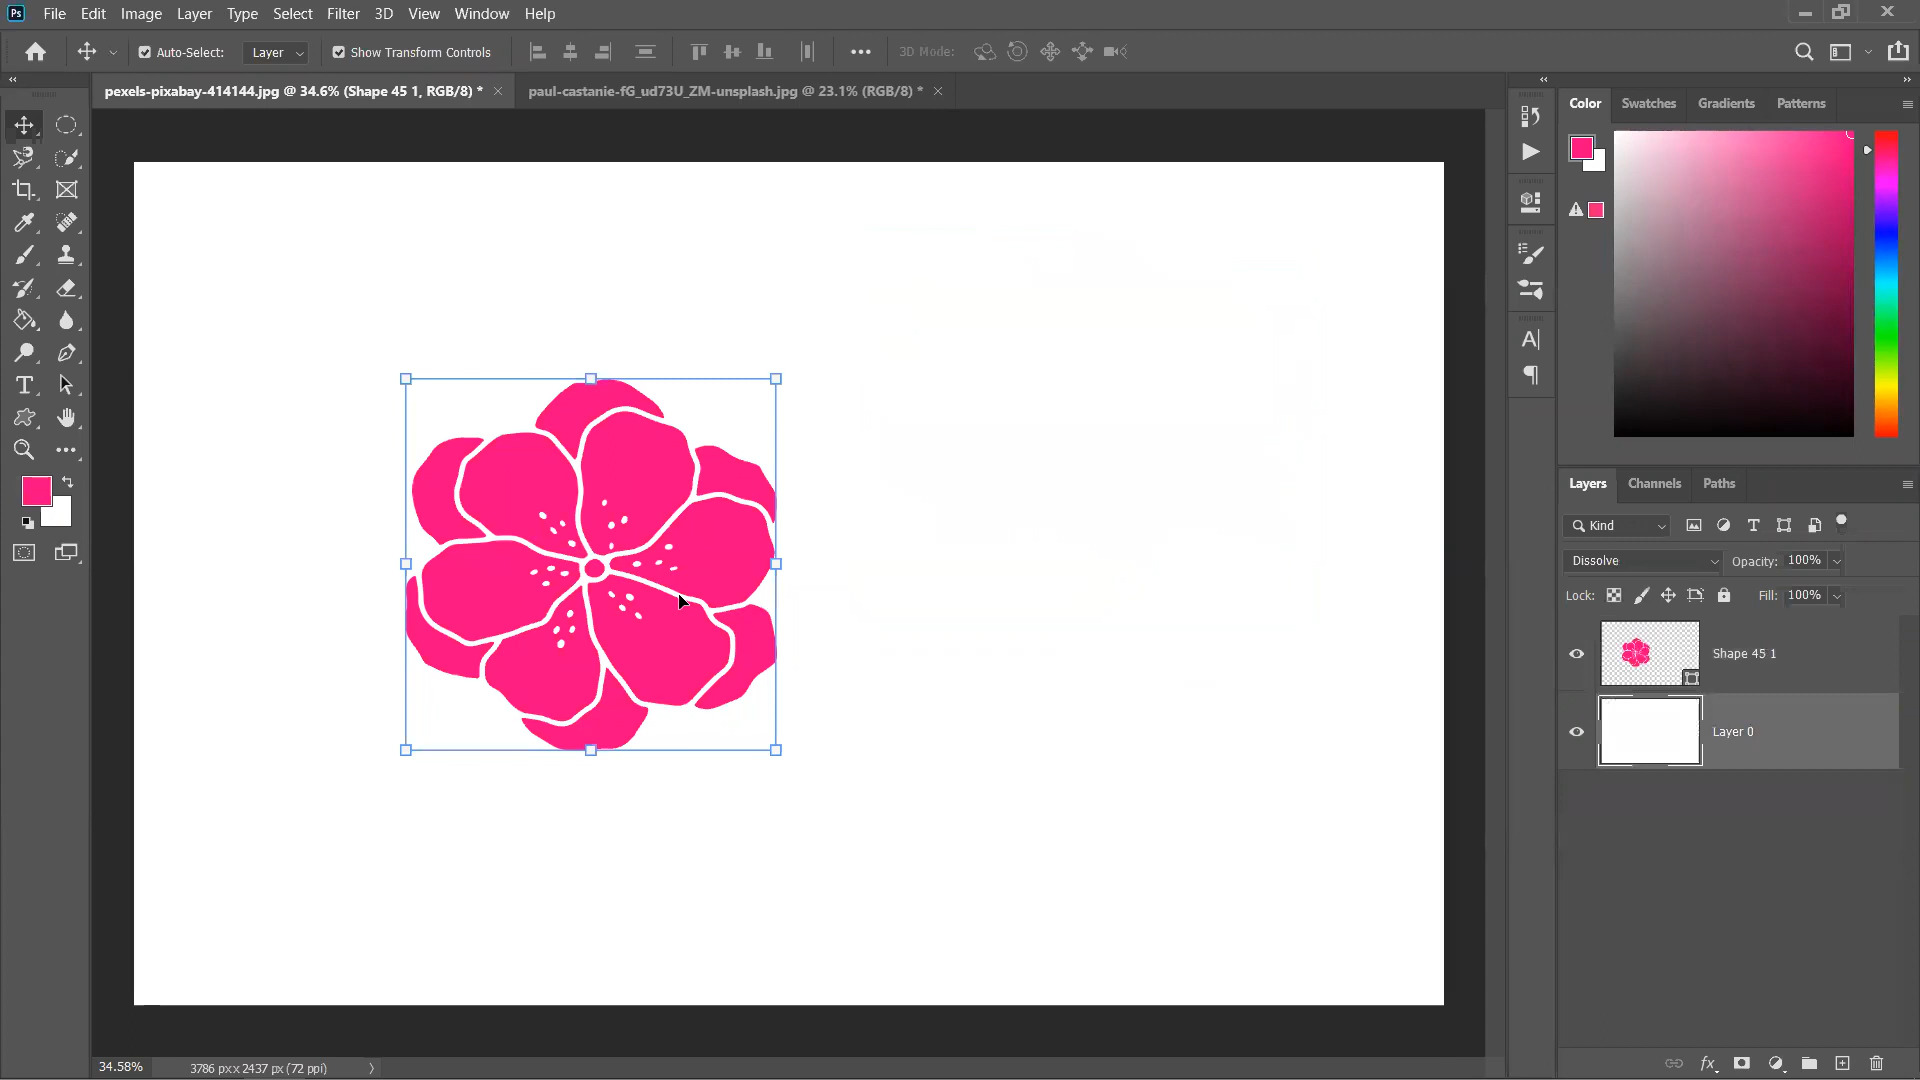 Ps File Edit Image Layer Type Select Filter 3D View Window Help
Auto-Select: Layer Show Transform Controls 3D Mode:
pexels-pixabay-414144.jpg @ 34.6% (Shape 45 1, RGB/8) * paul-castanie-fG_ud73U_ZM-unsplash.jpg @ 23.1% (RGB/8) *
Color Swatches Gradients Patterns
Layers Channels Paths
Kind
Dissolve Opacity: 100%
Lock: Fill: 100%
Shape 45 1
Layer 0
34.58% 3786 px x 2437 px (72 ppi)